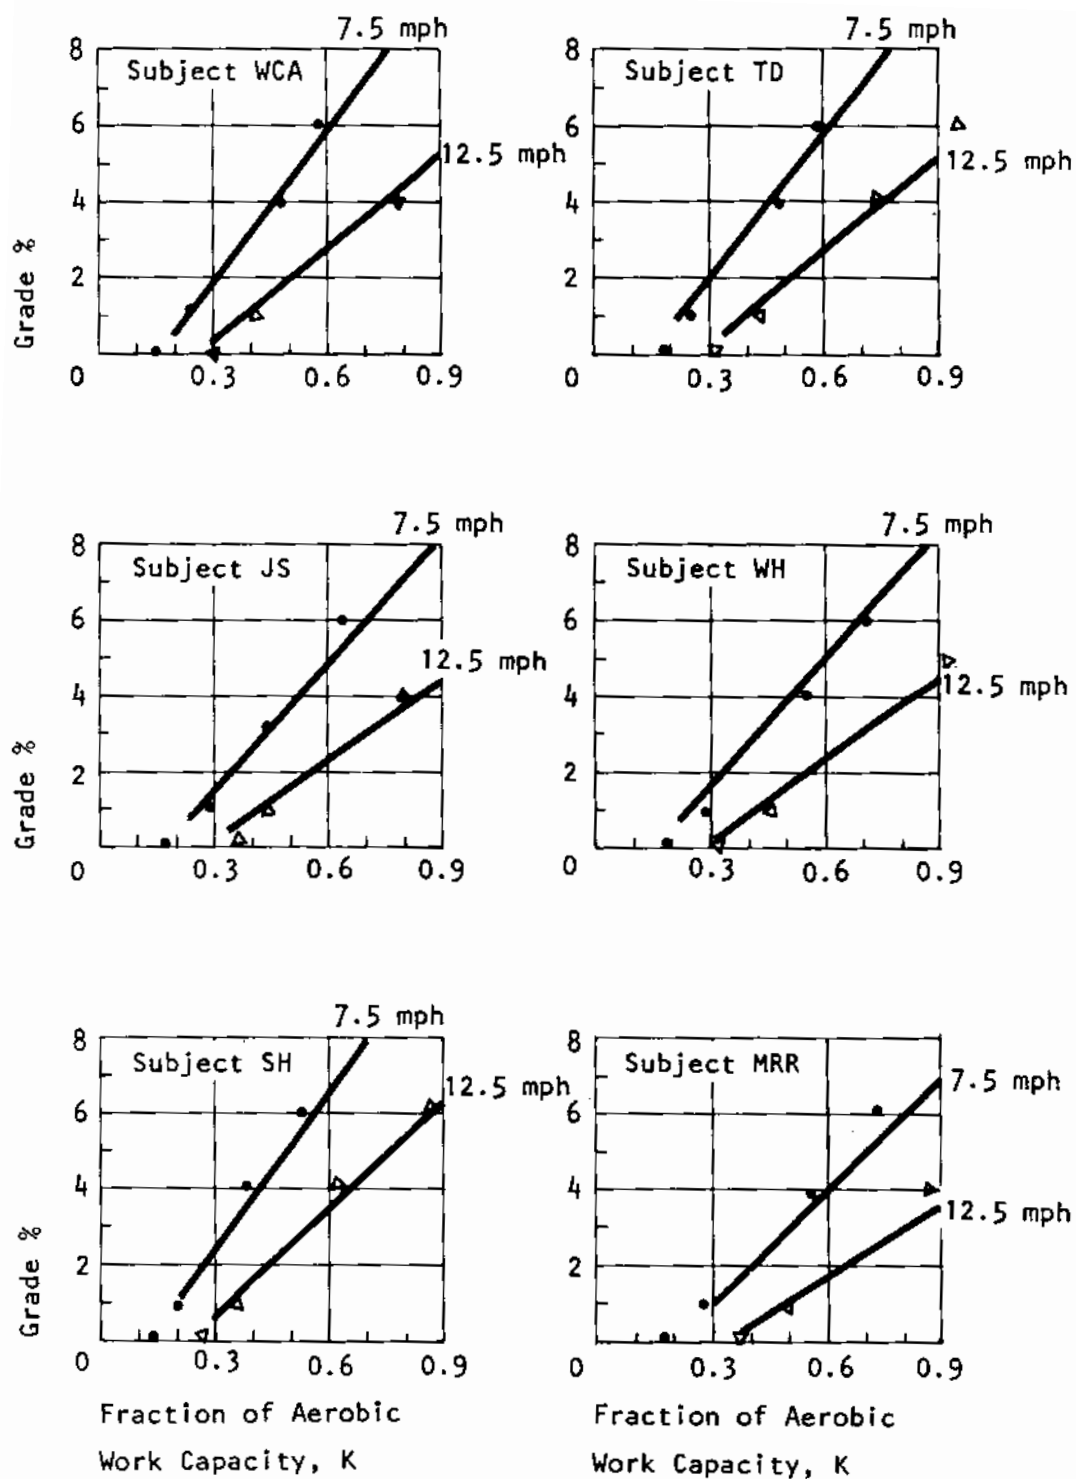 7.5 mph
Subject WCA
12.5 mph
Grade %
8
6
4
2
0
0.3
0.6
0.9
7.5 mph
Subject TD
12.5 mph
8
6
4
2
0
0.3
0.6
0.9
7.5 mph
Subject JS
12.5 mph
Grade %
8
6
4
2
0
0.3
0.6
0.9
7.5 mph
Subject WH
12.5 mph
8
6
4
2
0
0.3
0.6
0.9
7.5 mph
Subject SH
12.5 mph
Grade %
8
6
4
2
0
0.3
0.6
0.9
Fraction of Aerobic
Work Capacity, K
Subject MRR
7.5 mph
12.5 mph
8
6
4
2
0
0.3
0.6
0.9
Fraction of Aerobic
Work Capacity, K